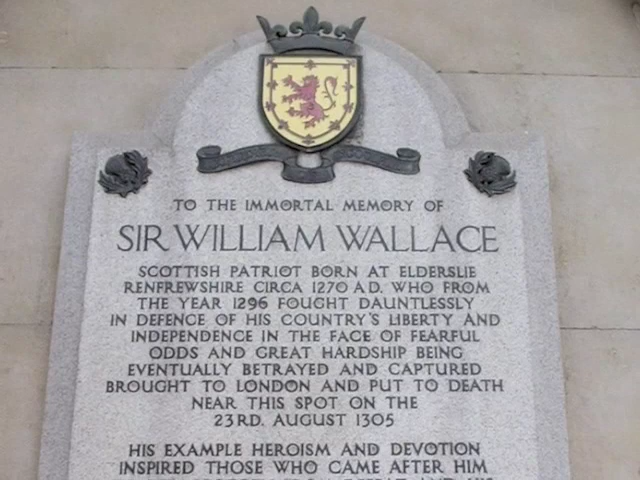 TO THE IMMORTAL MEMORY OF
SIR WILLIAM WALLACE
SCOTTISH PATRIOT BORN AT ELDERSLIE
RENFREWSHIRE CIRCA 1270 A.D. WHO FROM
THE YEAR 1296 FOUGHT DAUNTLESSLY
IN DEFENCE OF HIS COUNTRY'S LIBERTY AND
INDEPENDENCE IN THE FACE OF FEARFUL
ODDS AND GREAT HARDSHIP BEING
EVENTUALLY BETRAYED AND CAPTURED
BROUGHT TO LONDON AND PUT TO DEATH
NEAR THIS SPOT ON THE
23RD. AUGUST 1305
HIS EXAMPLE HEROISM AND DEVOTION
INSPIRED THOSE WHO CAME AFTER HIM